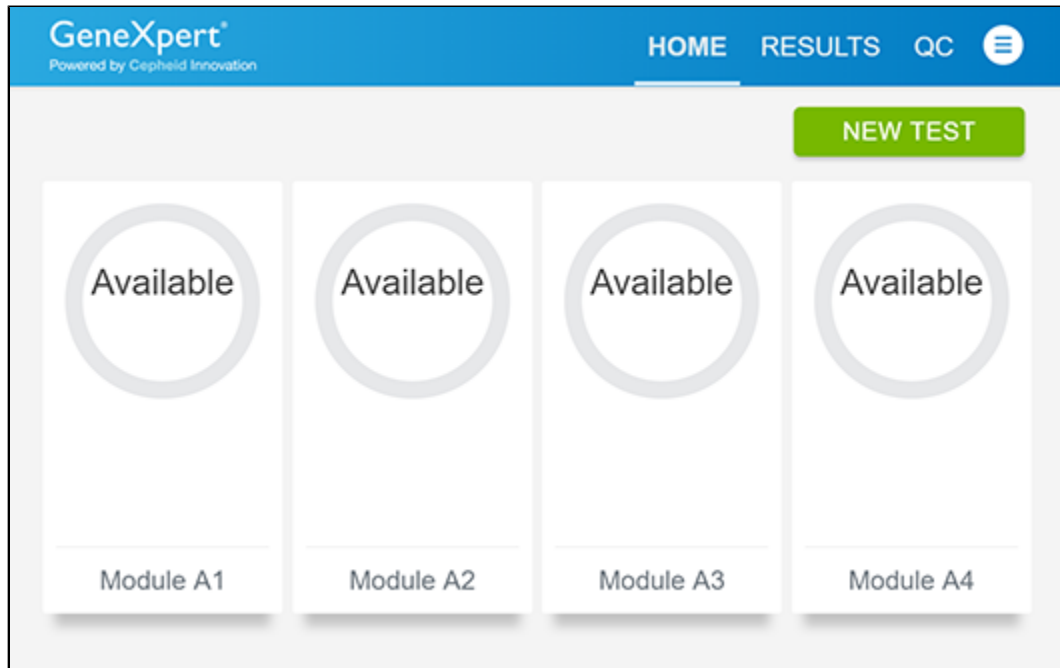 GeneXpert®
Powered by Cepheid Innovation
HOME RESULTS QC
NEW TEST
Available Available Available Available
Module A1 Module A2 Module A3 Module A4